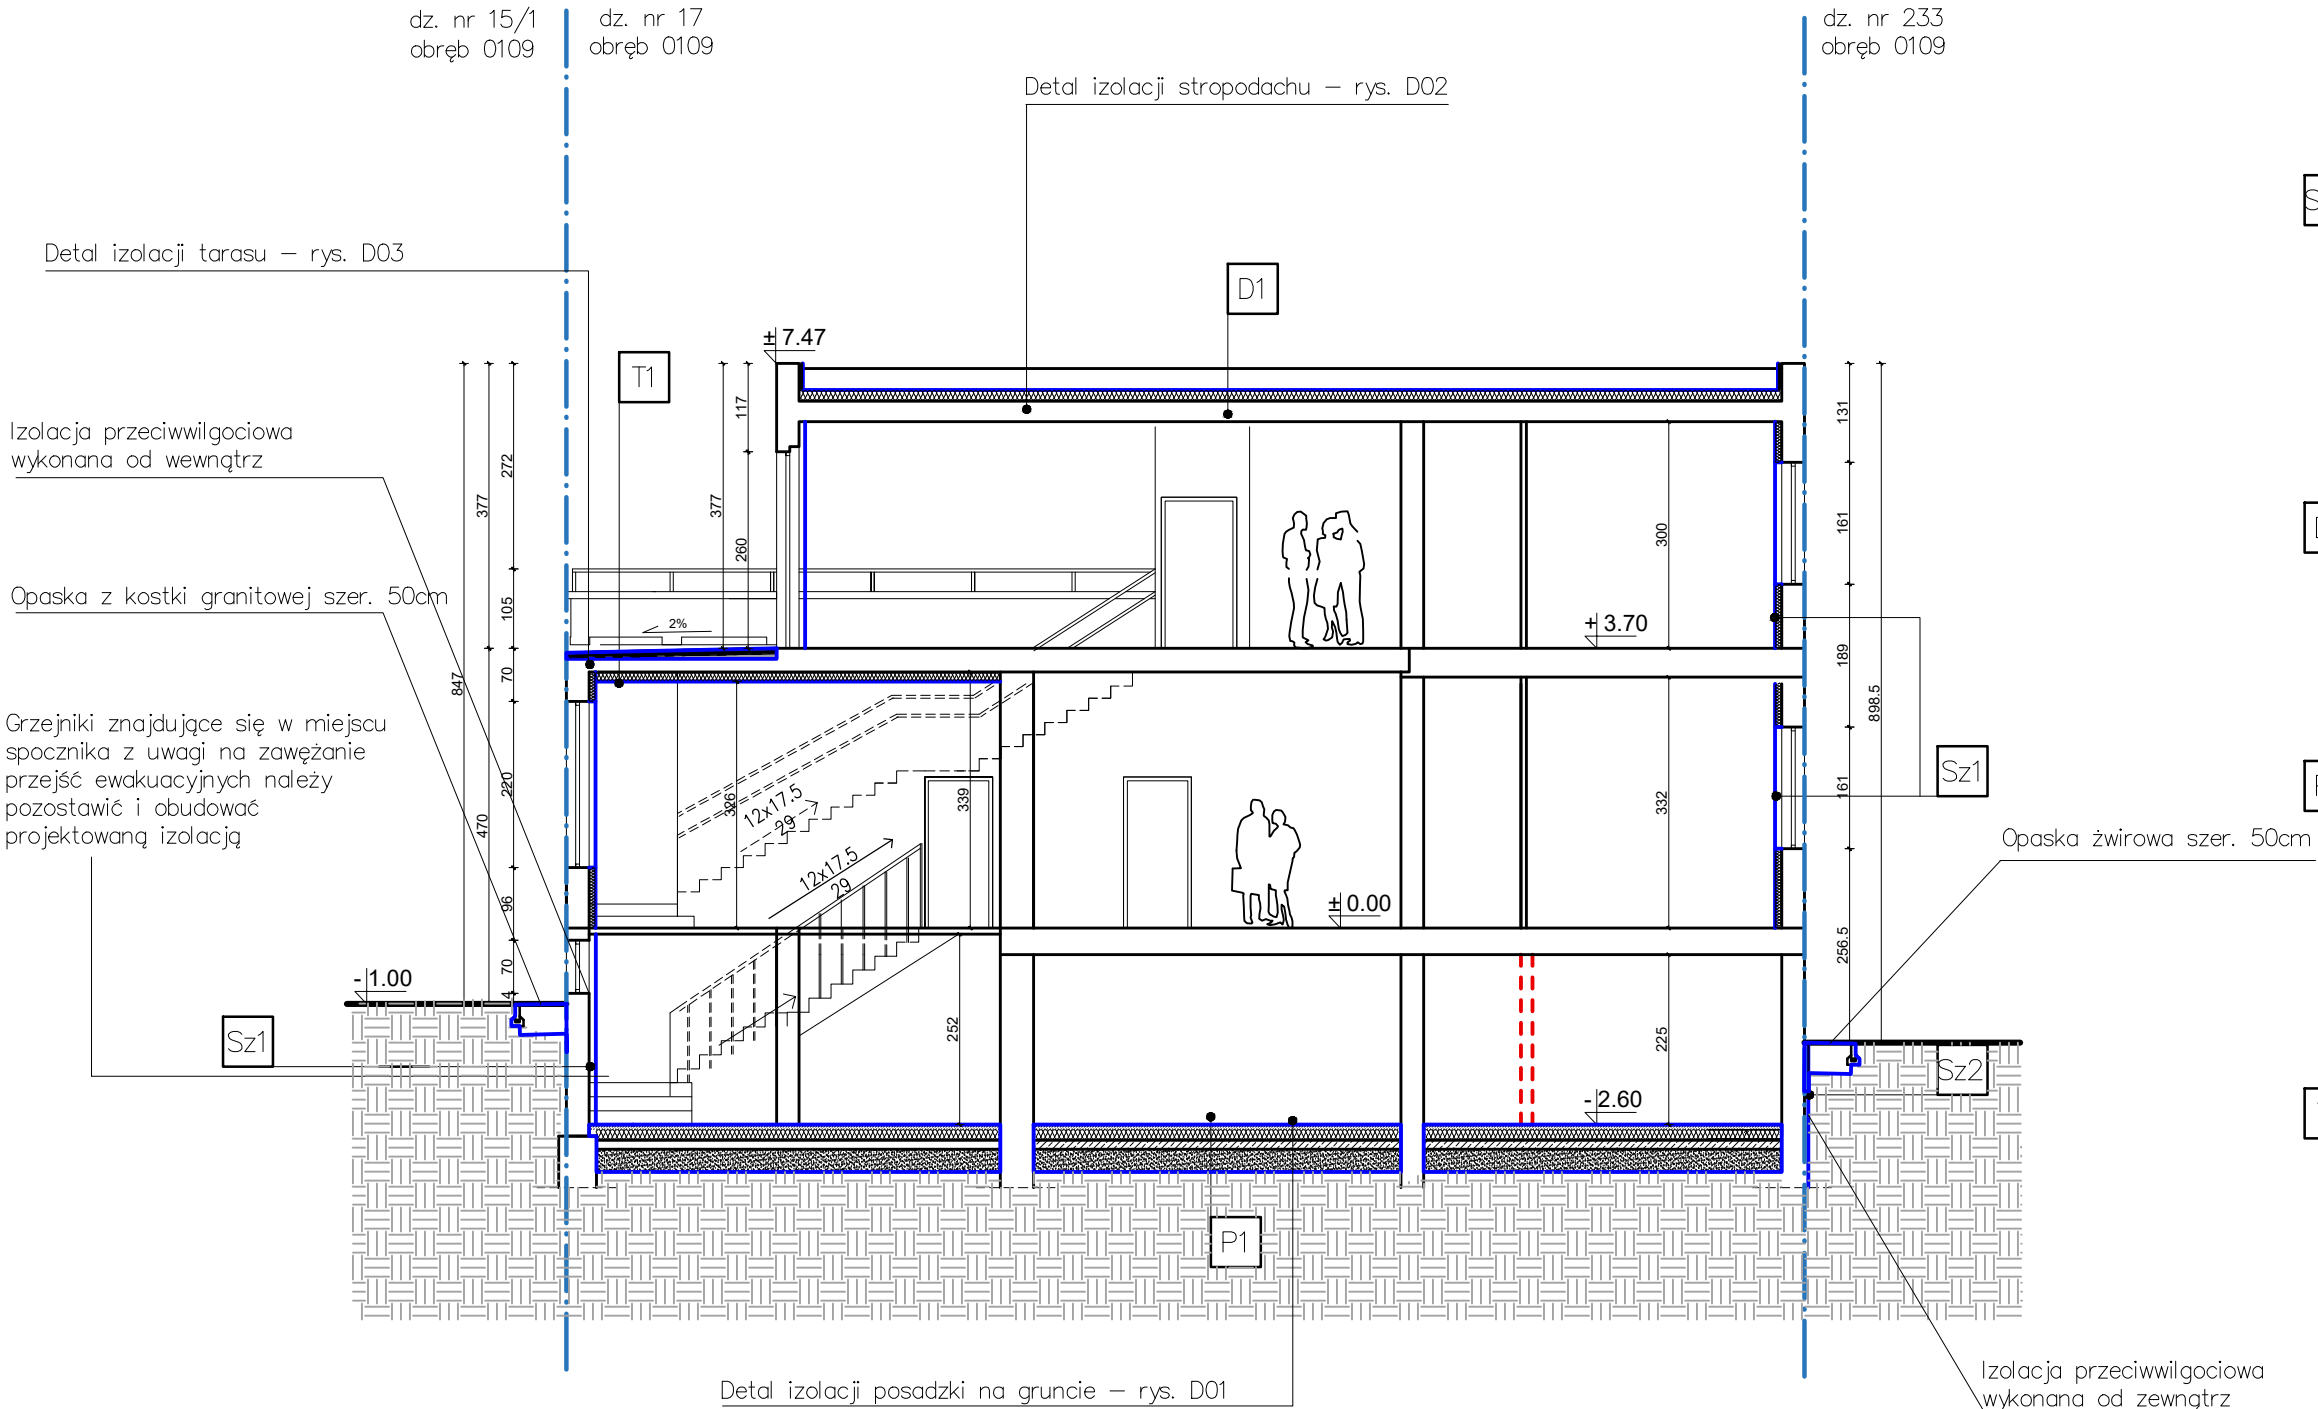 dz. nr 15/1
obręb 0109
dz. nr 17
obręb 0109
dz. nr 233
obręb 0109
Detal izolacji stropodachu – rys. D02
Detal izolacji tarasu – rys. D03
D1
T1
± 7.47
Izolacja przeciwwilgociowa
wykonana od wewnątrz
Opaska z kostki granitowej szer. 50cm
Grzejniki znajdujące się w miejscu
spocznika z uwagi na zawężanie
przejść ewakuacyjnych należy
pozostawić i obudować
projektowaną izolacją
847
377
470
272
105
70
220
96
70
4
377
117
260
2%
300
+ 3.70
131
161
189
161
256.5
898.5
326
12x17.5
29
12x17.5
29
339
332
± 0.00
Sz1
Opaska żwirowa szer. 50cm
- 1.00
Sz1
252
225
- 2.60
Sz2
P1
Detal izolacji posadzki na gruncie – rys. D01
Izolacja przeciwwilgociowa
wykonana od zewnątrz